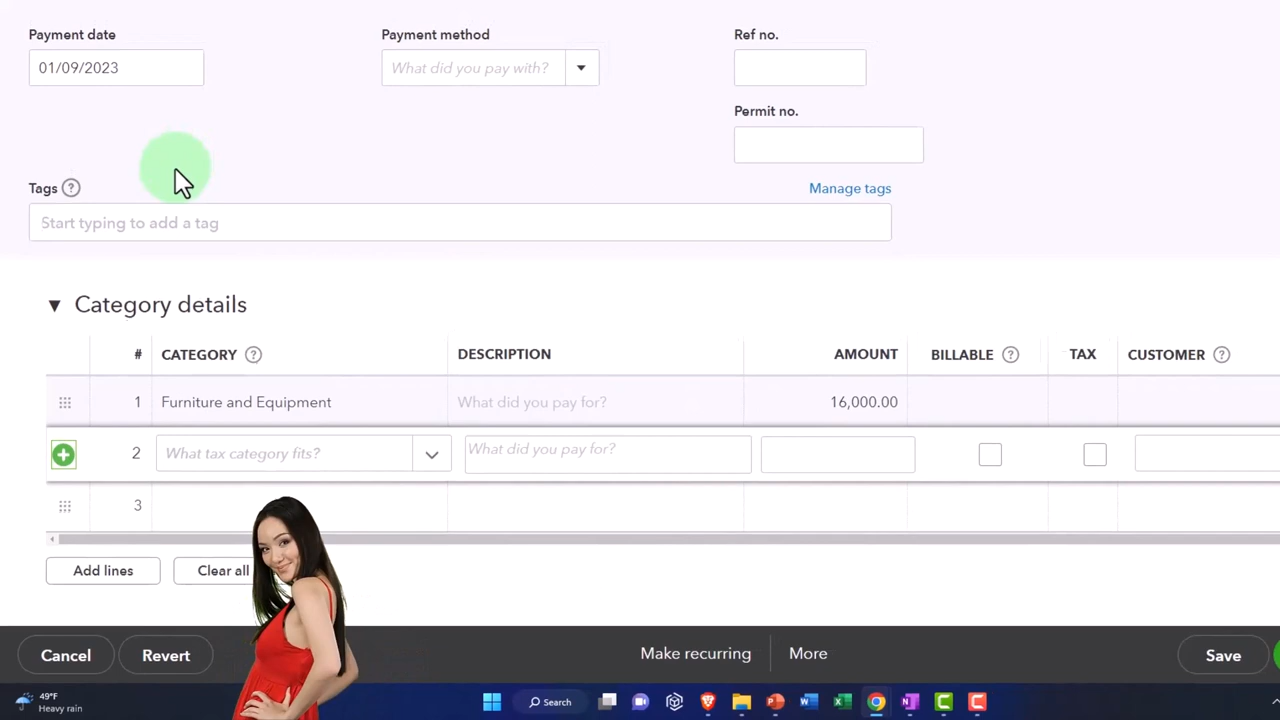 Payment date
Payment method
Ref no.
01/09/2023
What did you pay with?
Permit no.
Tags ?
Manage tags
Start typing to add a tag
Category details
# CATEGORY ? DESCRIPTION AMOUNT BILLABLE ? TAX CUSTOMER ?
1 Furniture and Equipment What did you pay for? 16,000.00
2 What tax category fits? What did you pay for?
3
Add lines
Clear all
Cancel
Revert
Make recurring
More
Save
49°F
Heavy rain
Search